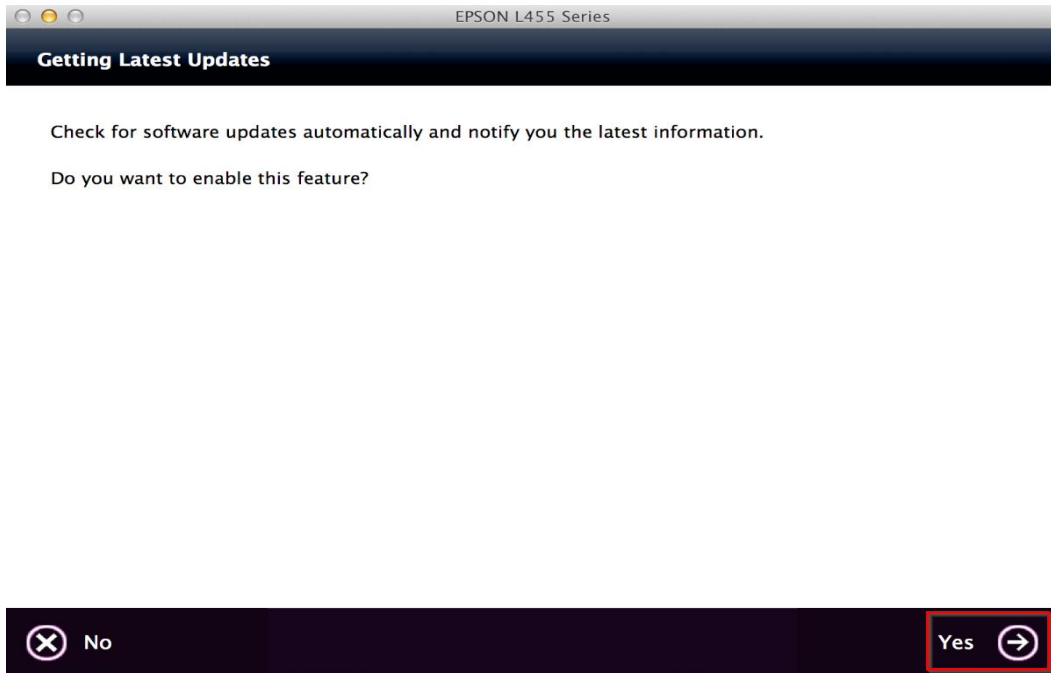 EPSON L455 Series
Getting Latest Updates
Check for software updates automatically and notify you the latest information.
Do you want to enable this feature?
No
Yes